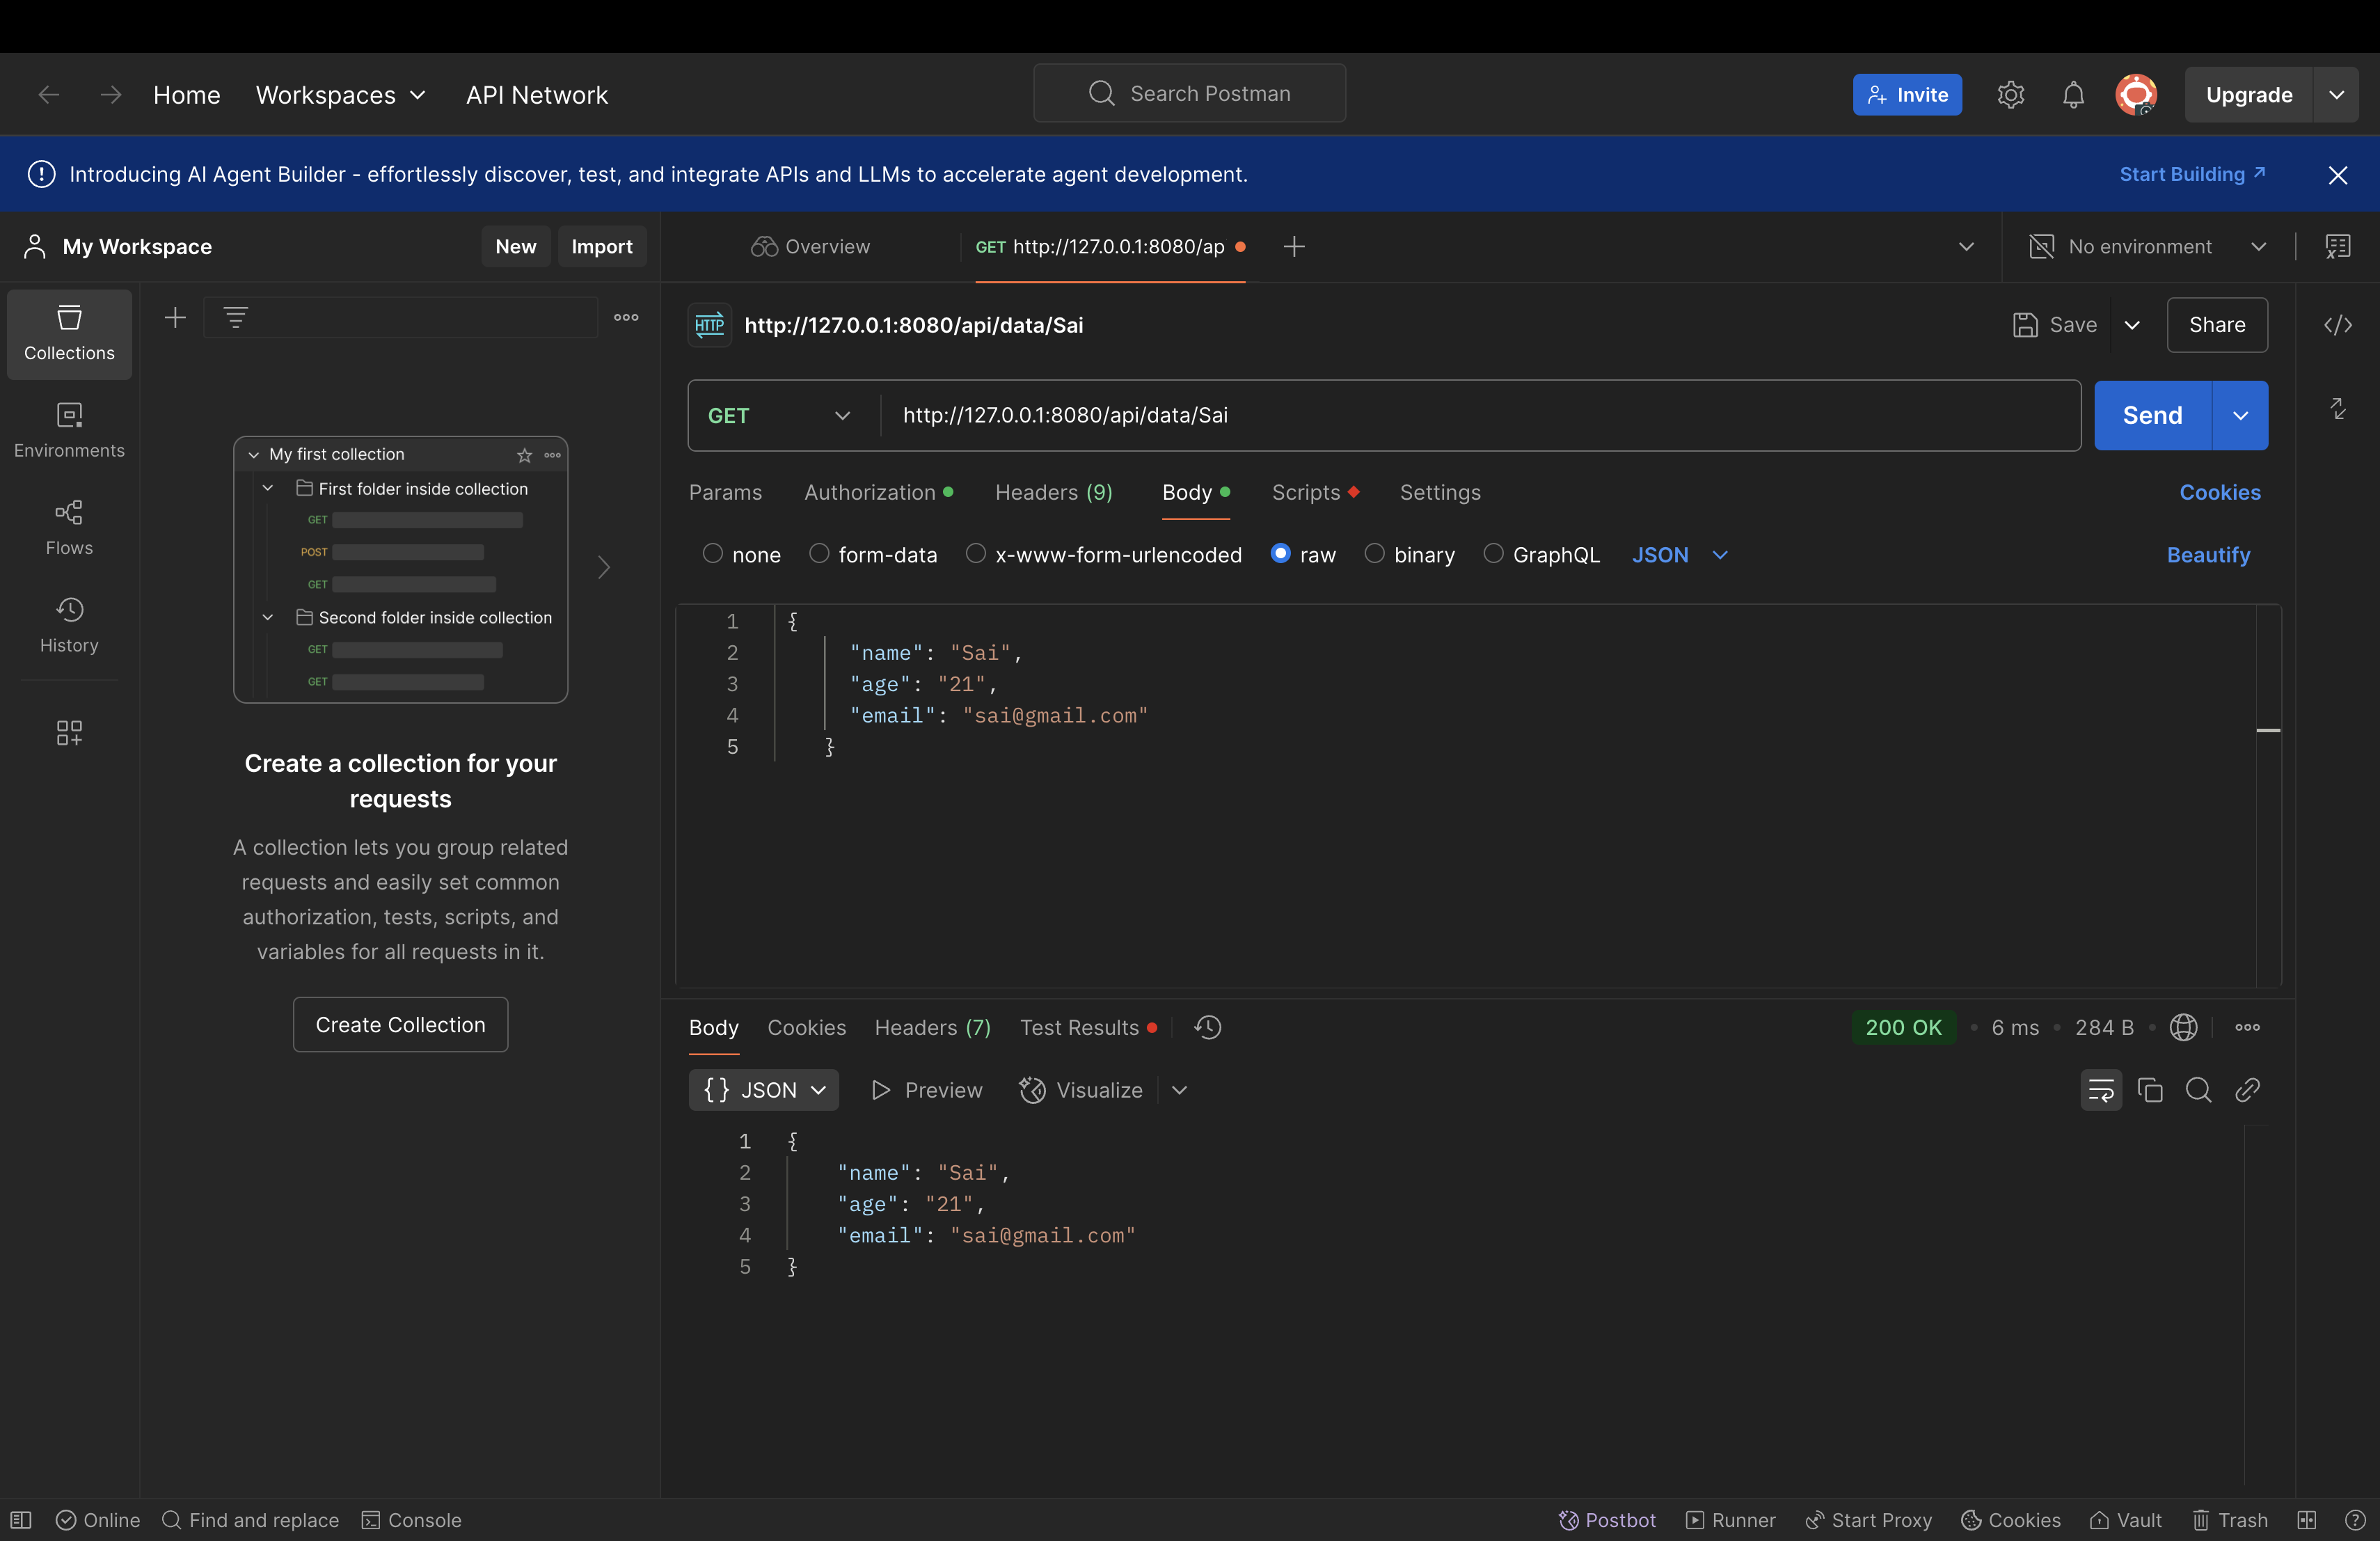 Home Workspaces API Network Search Postman Invite Upgrade
Introducing AI Agent Builder - effortlessly discover, test, and integrate APIs and LLMs to accelerate agent development. Start Building
My Workspace New Import Overview GET http://127.0.0.1:8080/ap No environment
Collections
Environments
Flows
History
My first collection
First folder inside collection
GET
POST
GET
Second folder inside collection
GET
GET
Create a collection for your
requests
A collection lets you group related
requests and easily set common
authorization, tests, scripts, and
variables for all requests in it.
Create Collection
HTTP http://127.0.0.1:8080/api/data/Sai Save Share
GET http://127.0.0.1:8080/api/data/Sai Send
Params Authorization Headers (9) Body Scripts Settings Cookies
none form-data x-www-form-urlencoded raw binary GraphQL JSON Beautify
1 {
2 "name": "Sai",
3 "age": "21",
4 "email": "sai@gmail.com"
5 }
Body Cookies Headers (7) Test Results 200 OK 6 ms 284 B
{} JSON Preview Visualize
1 {
2 "name": "Sai",
3 "age": "21",
4 "email": "sai@gmail.com"
5 }
Online Find and replace Console Postbot Runner Start Proxy Cookies Vault Trash